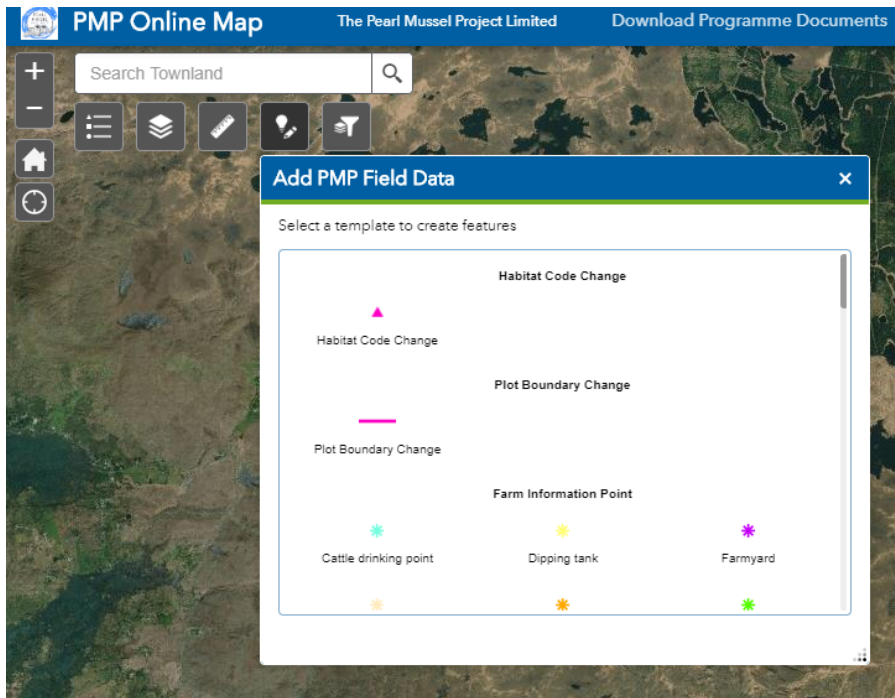 PMP Online Map
The Pearl Mussel Project Limited
Download Programme Documents
+
Search Townland
−
Add PMP Field Data
×
Select a template to create features
Habitat Code Change
Habitat Code Change
Plot Boundary Change
Plot Boundary Change
Farm Information Point
Cattle drinking point
Dipping tank
Farmyard